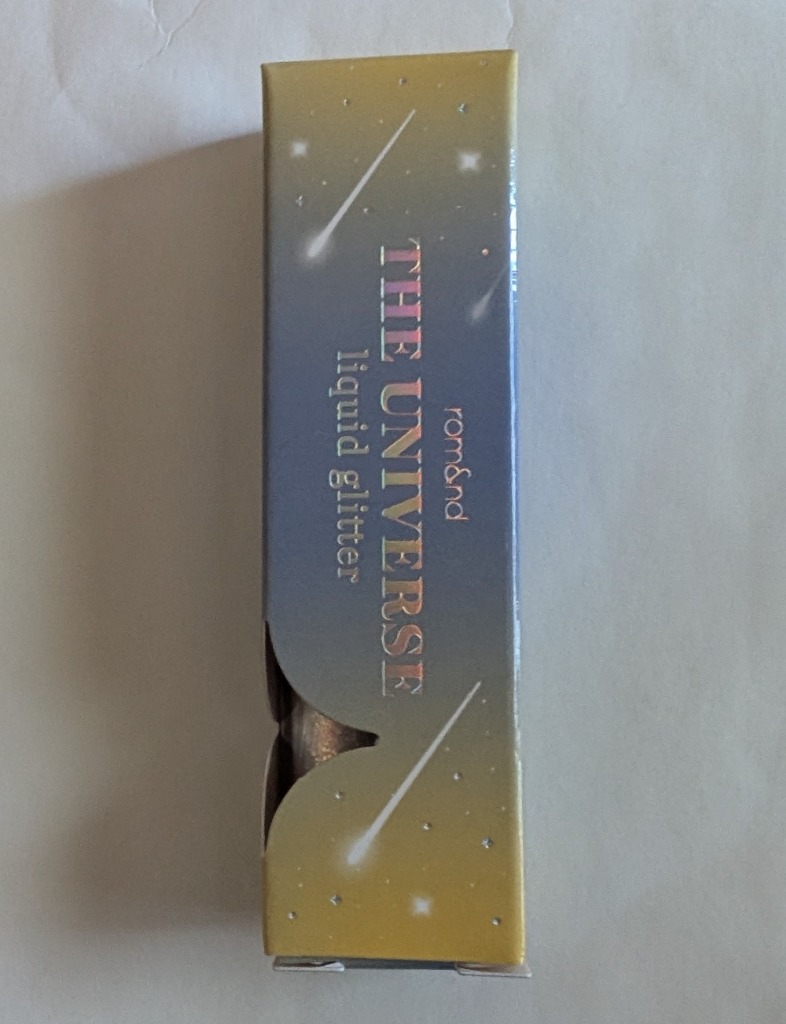 rom&nd
THE UNIVERSE
liquid glitter